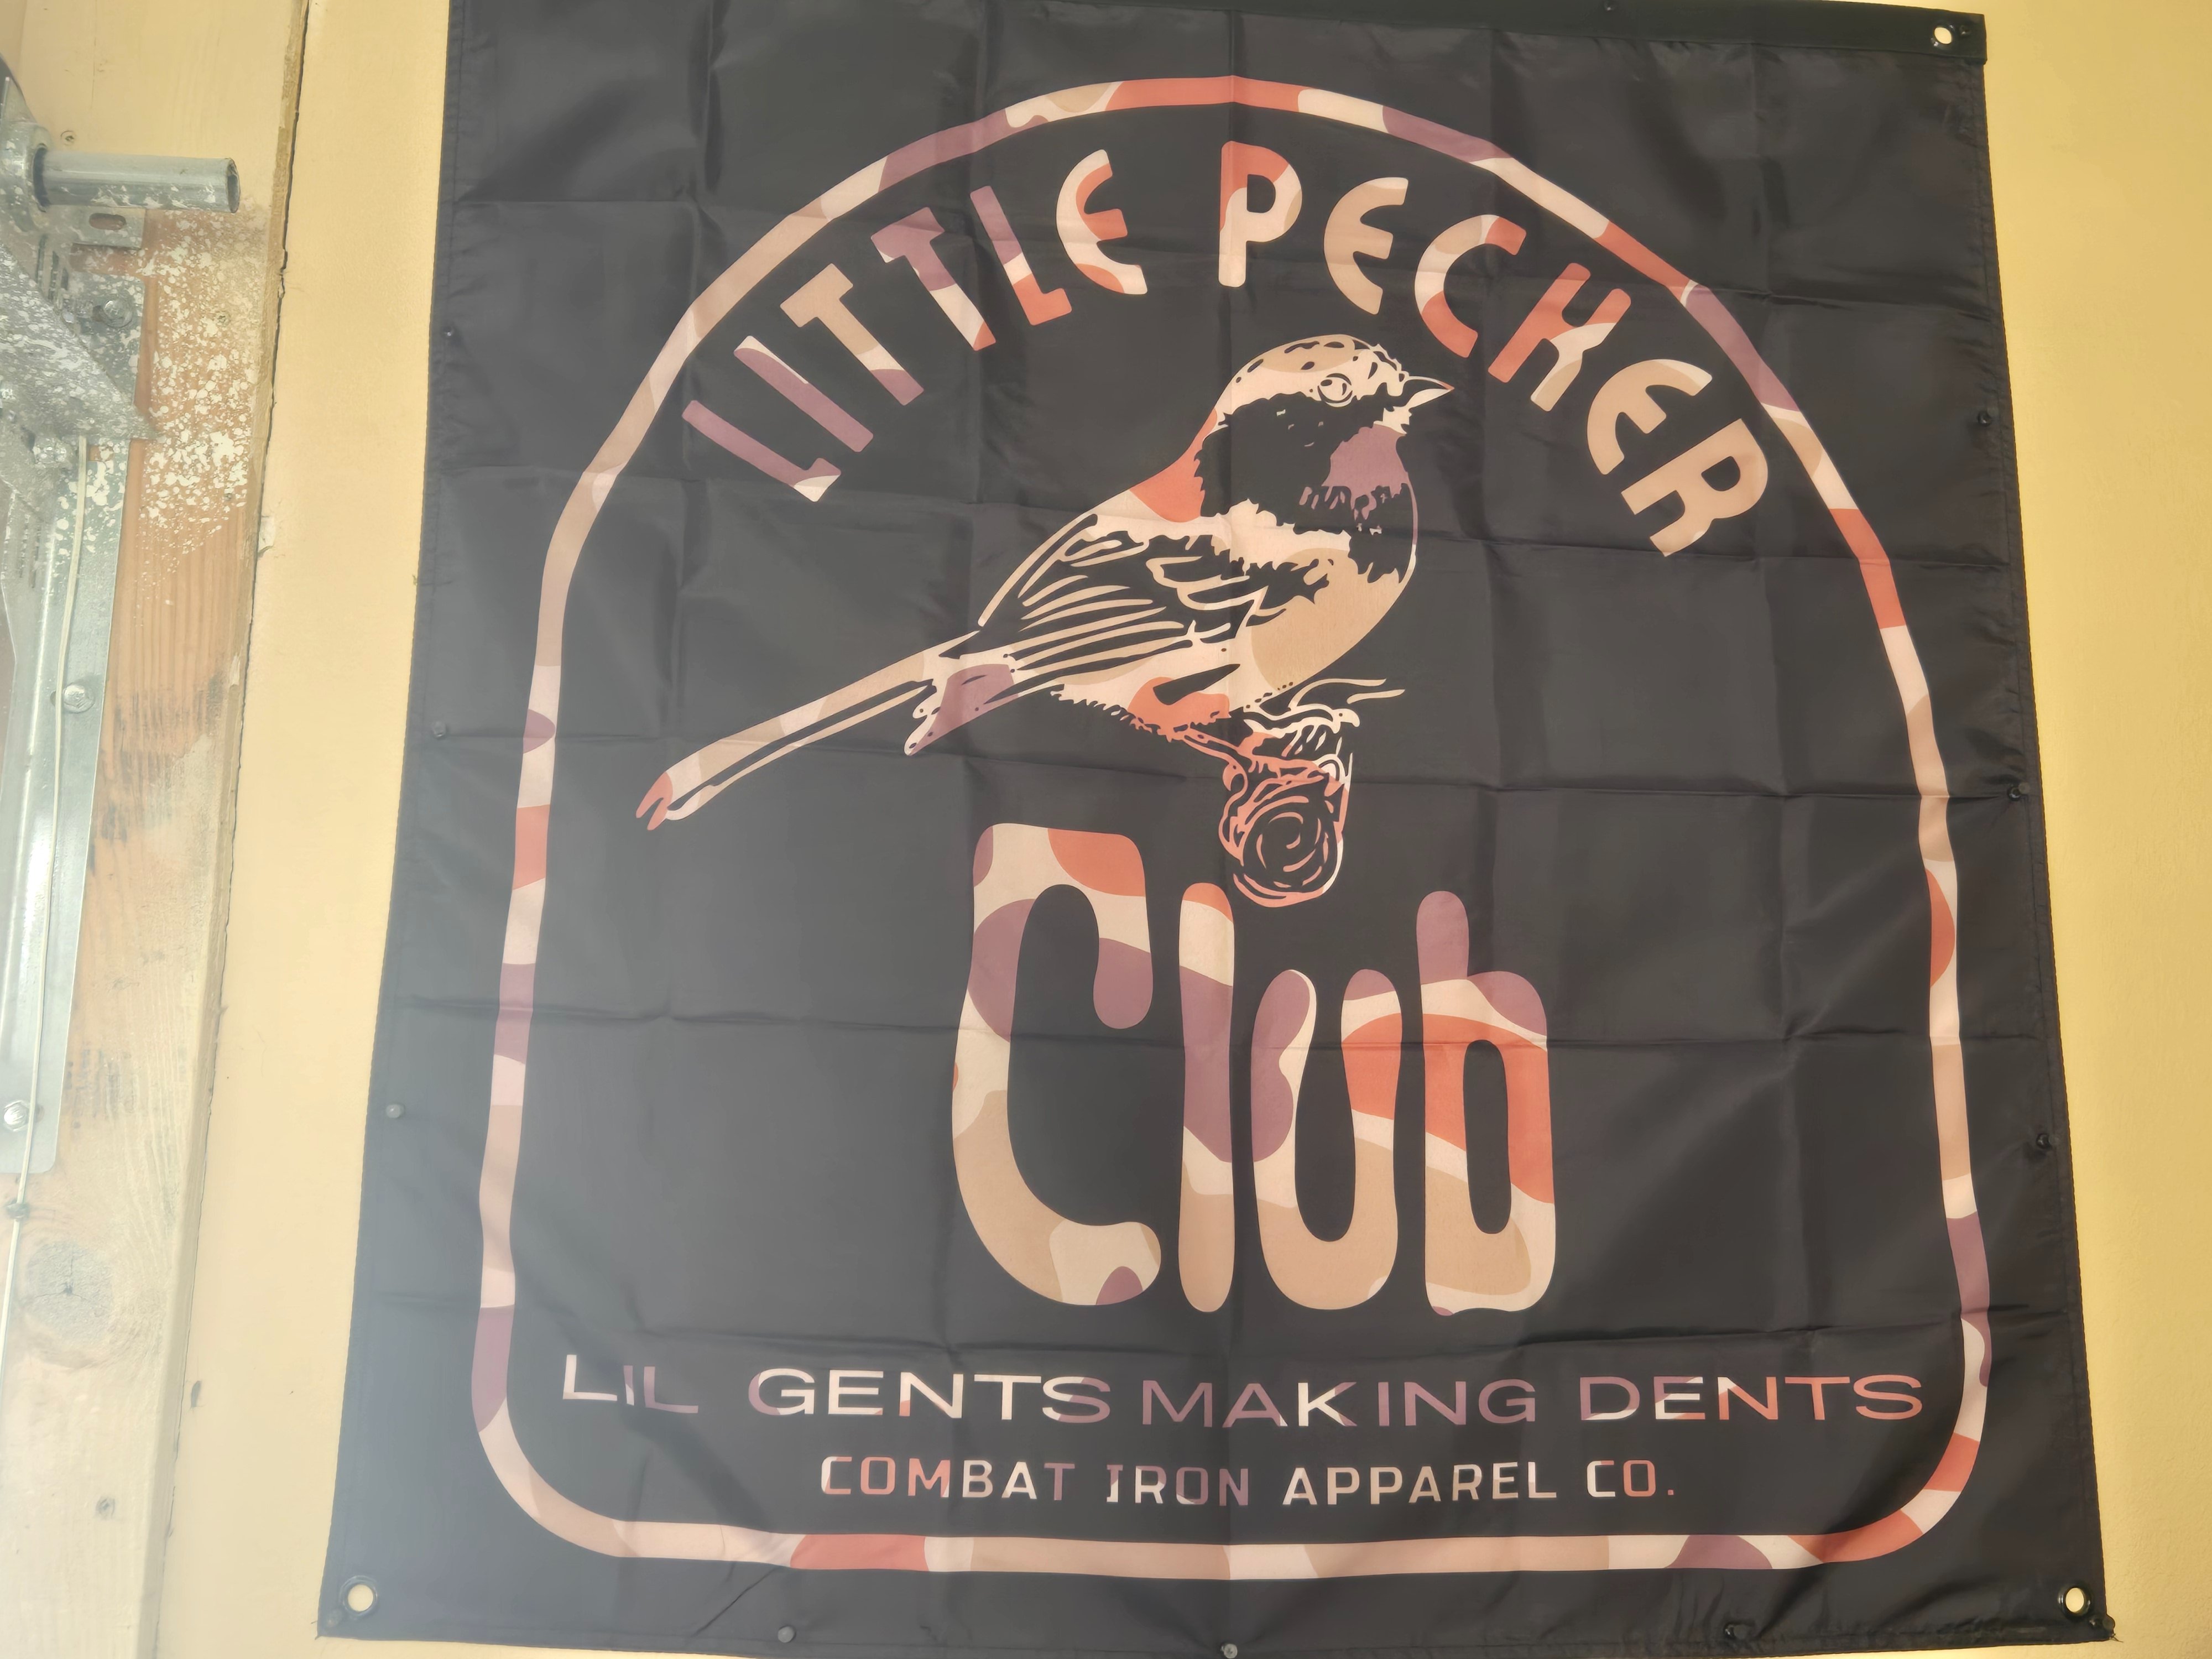 LITTLE PECKER
Club
LIL GENTS MAKING DENTS
COMBAT IRON APPAREL CO.